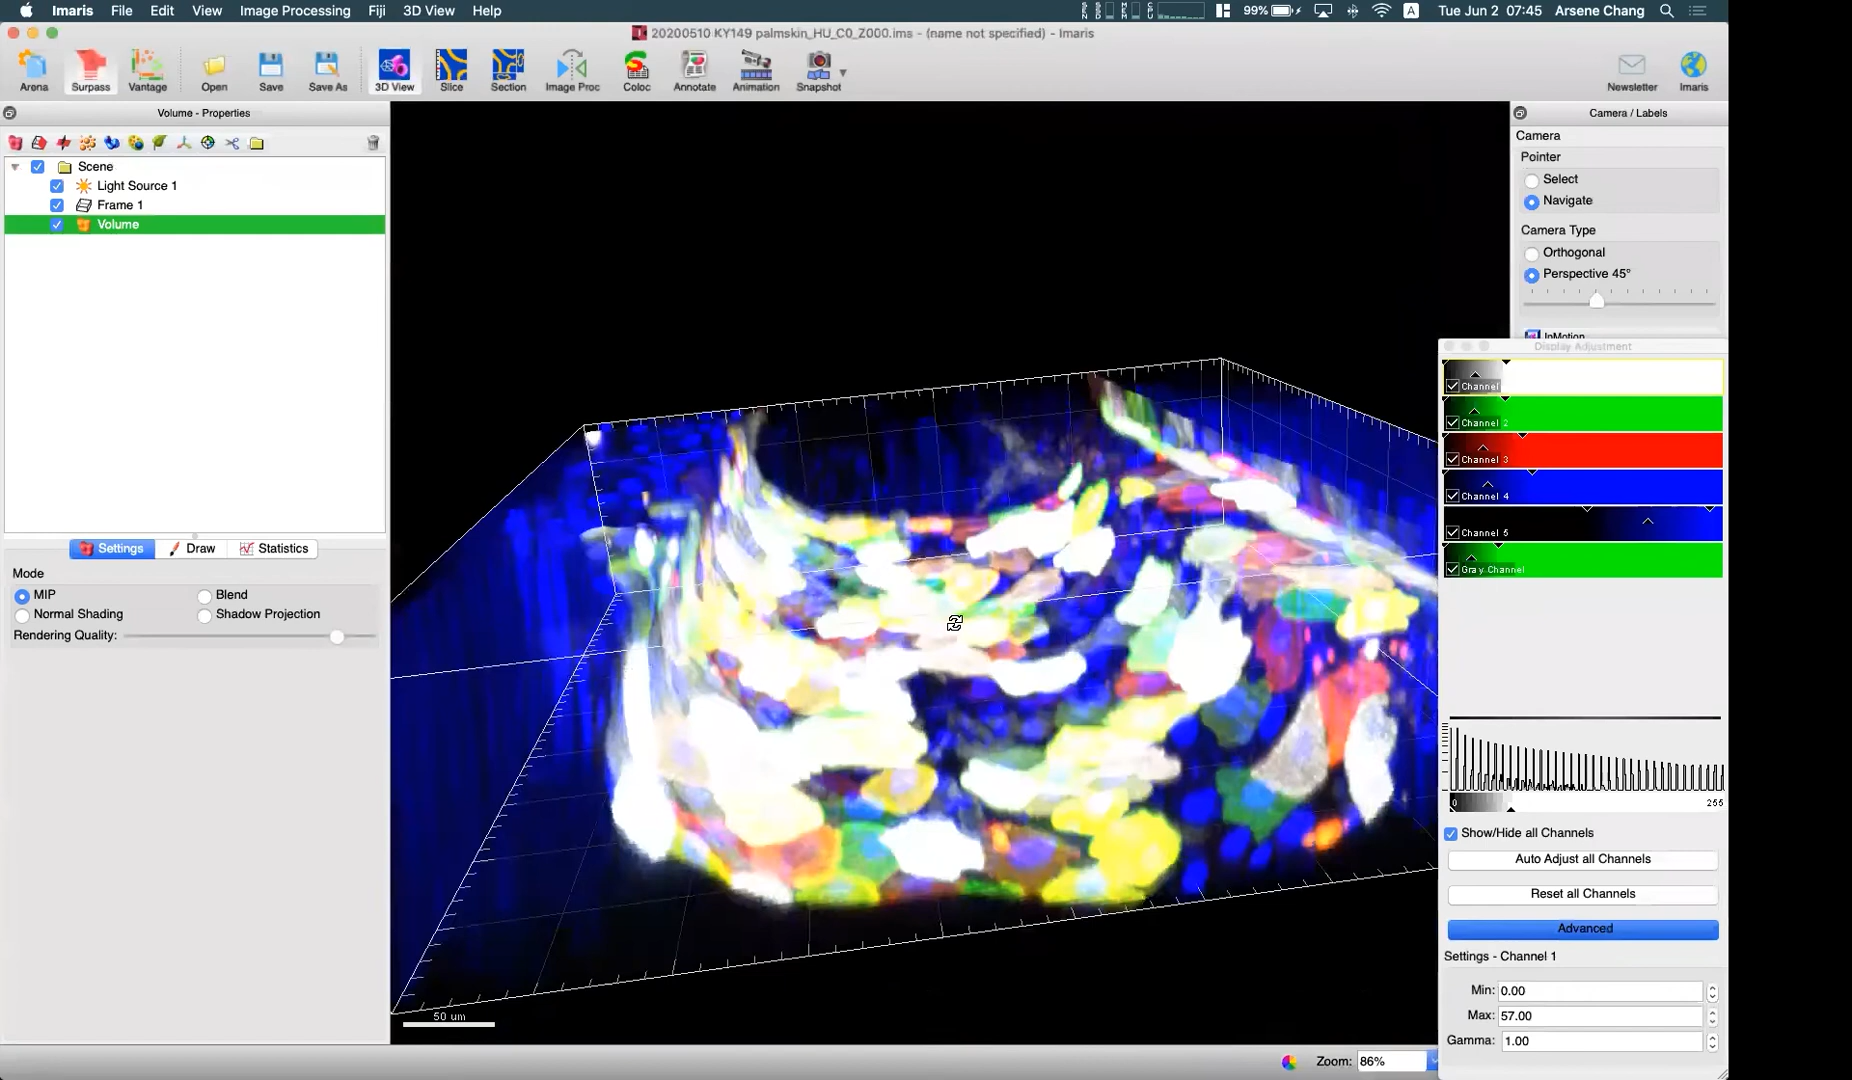 Imaris File Edit View Image Processing Fiji 3D View Help 99% A Tue Jun 2 07:45 Arsene Chang
20200510 KY149 palmskin_HU_C0_Z000.ims - (name not specified) - Imaris
Arena Surpass Vantage Open Save Save As 3D View Slice Section Image Proc Coloc Annotate Animation Snapshot Newsletter Imaris
Volume - Properties
Camera / Labels
Scene
Light Source 1
Frame 1
Volume
Camera
Pointer
Select
Navigate
Camera Type
Orthogonal
Perspective 45°
InMotion
Display Adjustment
Channel
Channel 2
Channel 3
Channel 4
Channel 5
Gray Channel
Settings Draw Statistics
Mode
MIP Blend
Normal Shading Shadow Projection
Rendering Quality:
0 255
Show/Hide all Channels
Auto Adjust all Channels
Reset all Channels
Advanced
Settings - Channel 1
Min: 0.00
Max: 57.00
Gamma: 1.00
50 um
Zoom: 86%